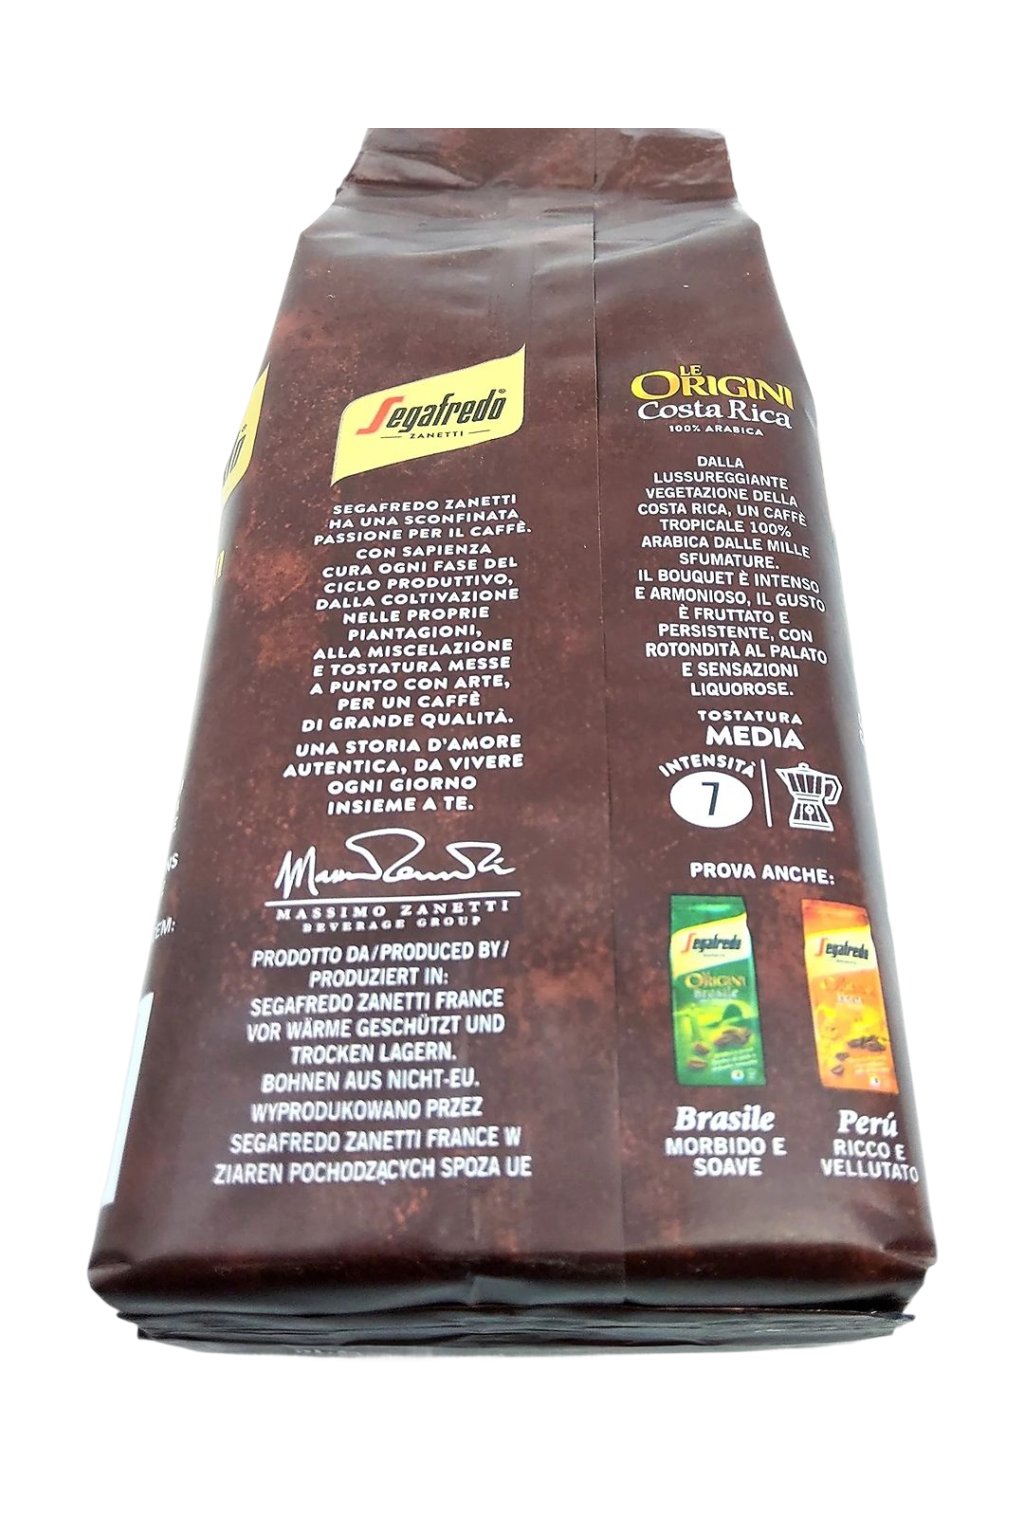 Segafredo®
ZANETTI
SEGAFREDO ZANETTI
HA UNA SCONFINATA
PASSIONE PER IL CAFFÈ.
CON SAPIENZA
CURA OGNI FASE DEL
CICLO PRODUTTIVO,
DALLA COLTIVAZIONE
NELLE PROPRIE
PIANTAGIONI,
ALLA MISCELAZIONE
E TOSTATURA MESSE
A PUNTO CON ARTE,
PER UN CAFFÈ
DI GRANDE QUALITÀ.
UNA STORIA D'AMORE
AUTENTICA, DA VIVERE
OGNI GIORNO
INSIEME A TE.
MASSIMO ZANETTI
BEVERAGE GROUP
PRODOTTO DA/PRODUCED BY/
PRODUZIERT IN:
SEGAFREDO ZANETTI FRANCE
VOR WÄRME GESCHÜTZT UND
TROCKEN LAGERN.
BOHNEN AUS NICHT-EU.
WYPRODUKOWANO PRZEZ
SEGAFREDO ZANETTI FRANCE W
ZIAREN POCHODZĄCYCH SPOZA UE
LE
ORIGINI
Costa Rica
100% ARABICA
DALLA
LUSSUREGGIANTE
VEGETAZIONE DELLA
COSTA RICA, UN CAFFÈ
TROPICALE 100%
ARABICA DALLE MILLE
SFUMATURE.
IL BOUQUET È INTENSO
E ARMONIOSO, IL GUSTO
È FRUTTATO E
PERSISTENTE, CON
ROTONDITÀ AL PALATO
E SENSAZIONI
LIQUOROSE.
TOSTATURA
MEDIA
INTENSITÀ
7
PROVA ANCHE:
Segafredo
ORIGINI
Brasile
Segafredo
Brasile
MORBIDO E
SOAVE
Perú
RICCO E
VELLUTATO